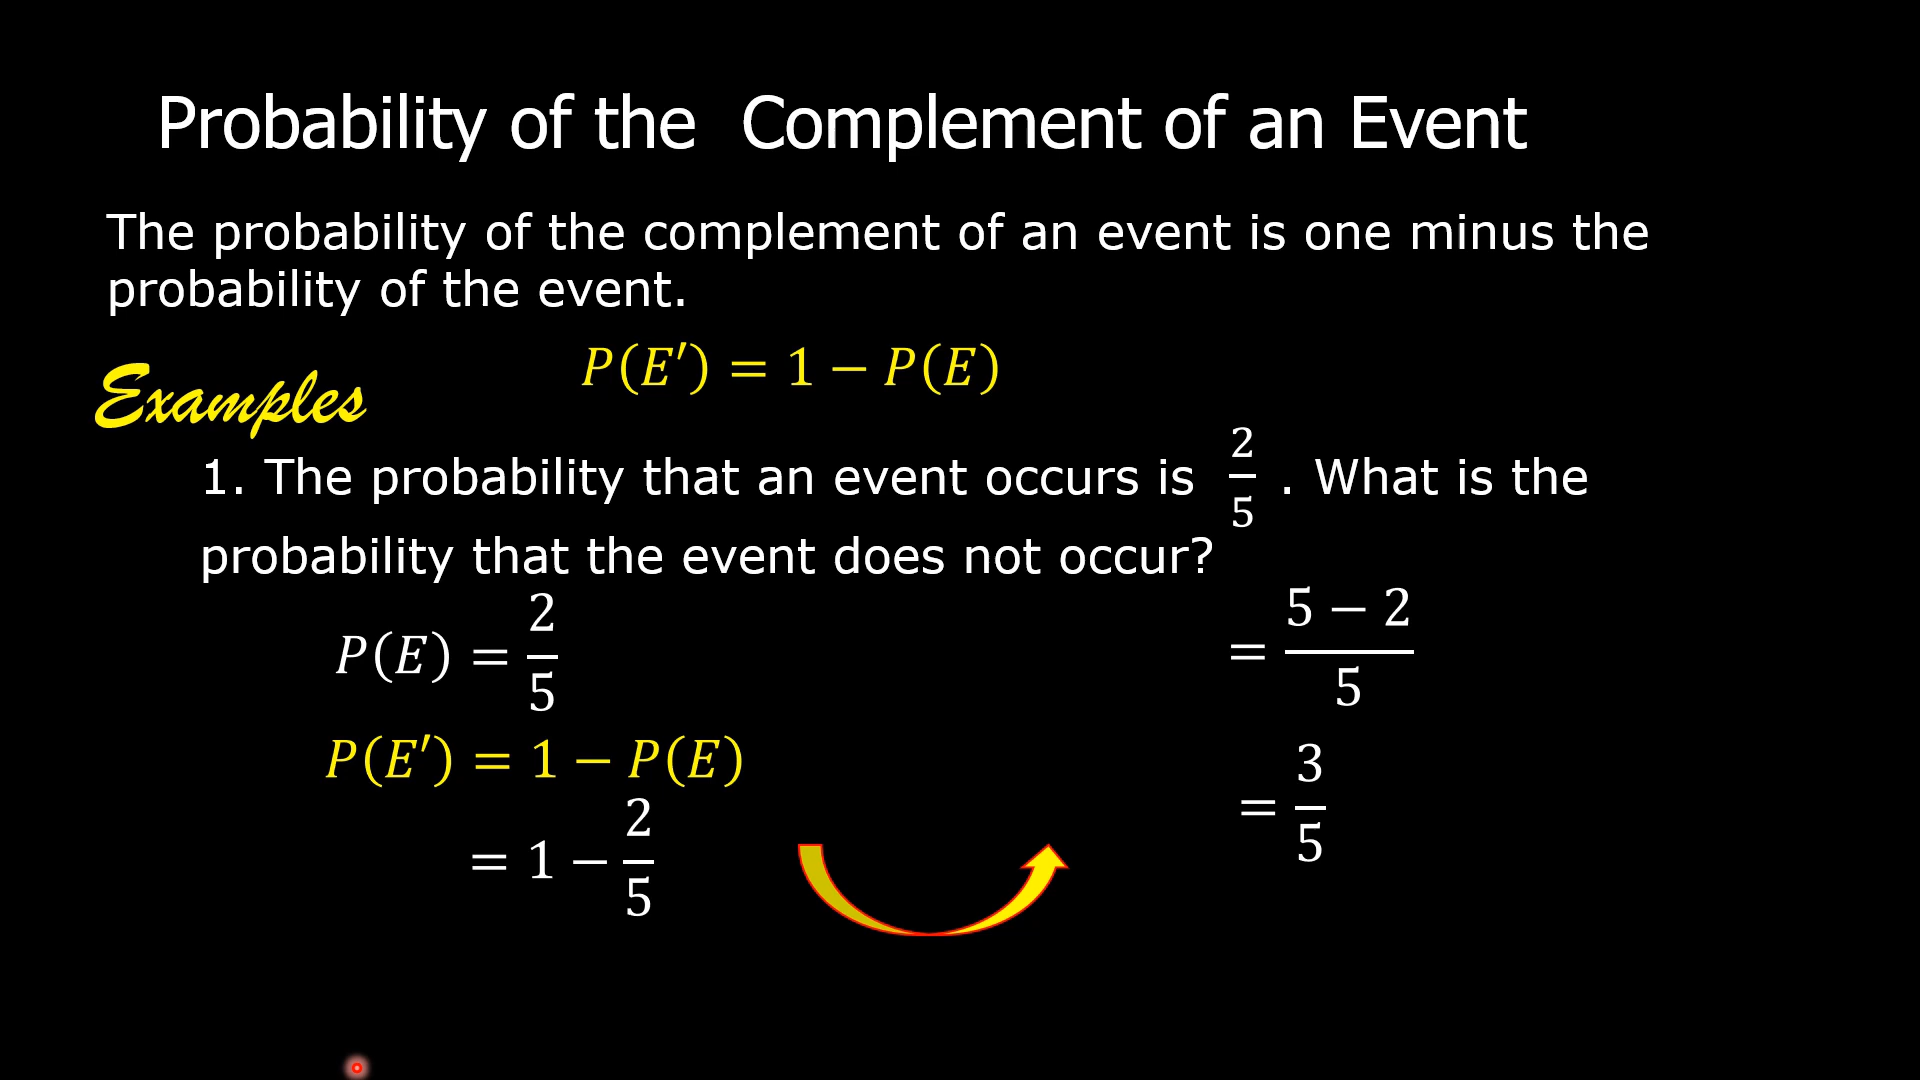 Probability of the Complement of an Event
The probability of the complement of an event is one minus the
probability of the event.
P(E′) = 1 − P(E)
Examples
1. The probability that an event occurs is 2/5 . What is the
probability that the event does not occur?
P(E) = 2/5
P(E′) = 1 − P(E)
= 1 − 2/5
= (5 − 2)/5
= 3/5